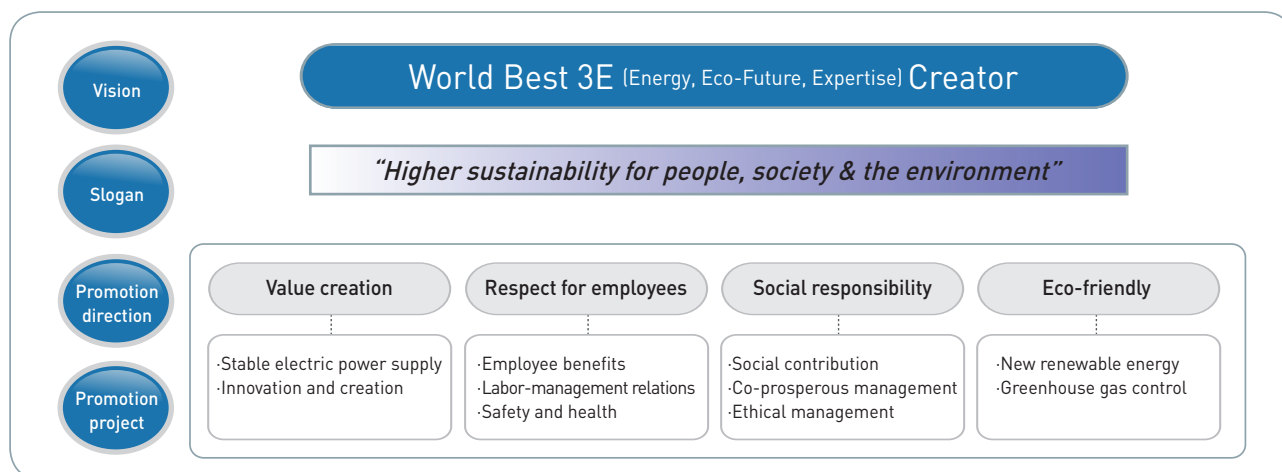 Vision
World Best 3E (Energy, Eco-Future, Expertise) Creator
Slogan
“Higher sustainability for people, society & the environment”
Promotion
direction
Value creation
Respect for employees
Social responsibility
Eco-friendly
Promotion
project
·Stable electric power supply
·Innovation and creation
·Employee benefits
·Labor-management relations
·Safety and health
·Social contribution
·Co-prosperous management
·Ethical management
·New renewable energy
·Greenhouse gas control